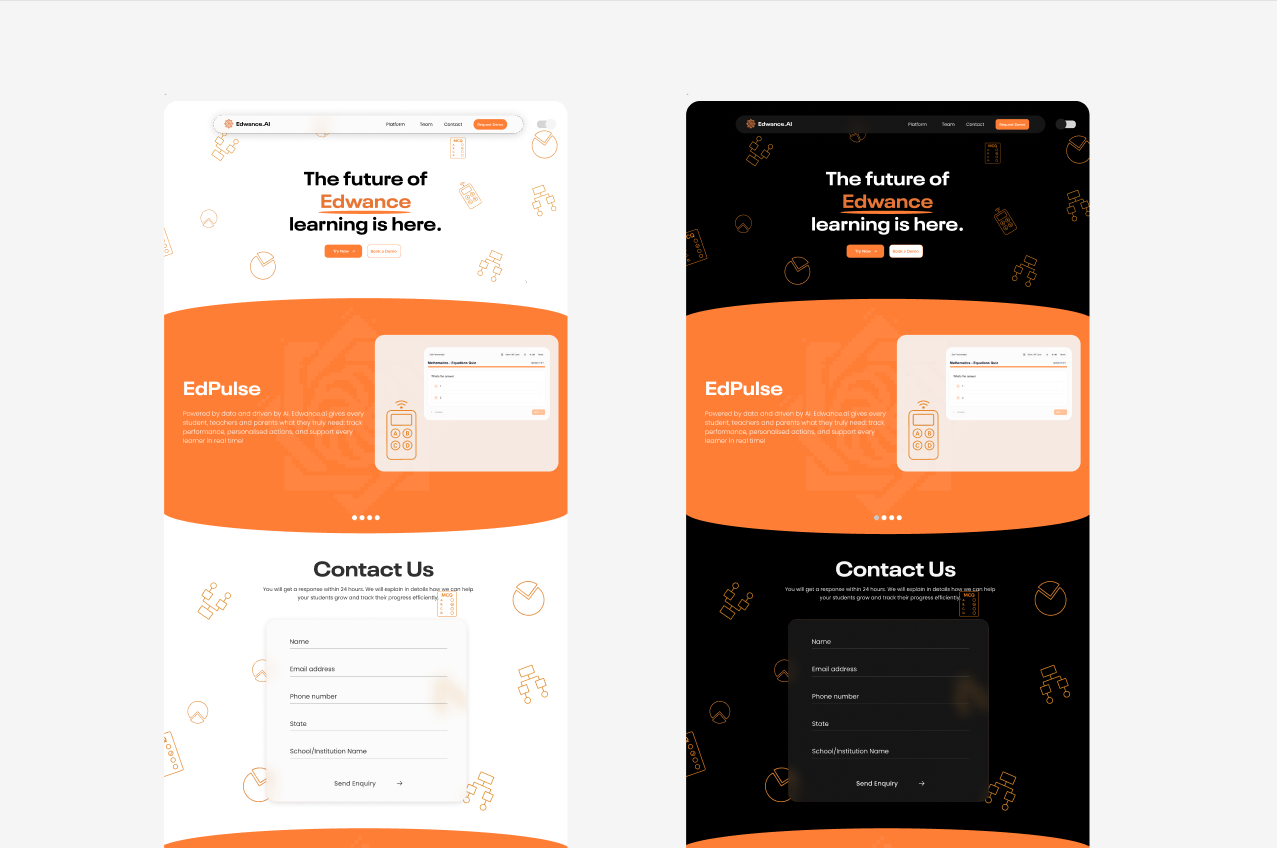 Edwance.AI Platform Team Contact Request Demo
MCQ
The future of
Edwance
learning is here.
Try Now Book a Demo
EdPulse
Powered by data and driven by AI. Edwance.ai gives every
student, teachers and parents what they truly need: track
performance, personalised actions, and support every
learner in real time!
Mathematics - Equations Quiz
A B
C D
Contact Us
You will get a response within 24 hours. We will explain in details how we can help
your students grow and track their progress efficiently.
MCQ
Name
Email address
Phone number
State
School/Institution Name
Send Enquiry →
Edwance.AI Platform Team Contact Request Demo
MCQ
The future of
Edwance
learning is here.
Try Now Book a Demo
EdPulse
Powered by data and driven by AI. Edwance.ai gives every
student, teachers and parents what they truly need: track
performance, personalised actions, and support every
learner in real time!
Mathematics - Equations Quiz
A B
C D
Contact Us
You will get a response within 24 hours. We will explain in details how we can help
your students grow and track their progress efficiently.
MCQ
Name
Email address
Phone number
State
School/Institution Name
Send Enquiry →